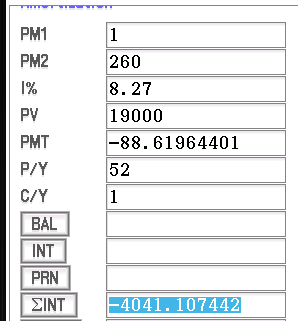 Amortization
PM1 1
PM2 260
I% 8.27
PV 19000
PMT -88.61964401
P/Y 52
C/Y 1
BAL
INT
PRN
ΣINT -4041.107442